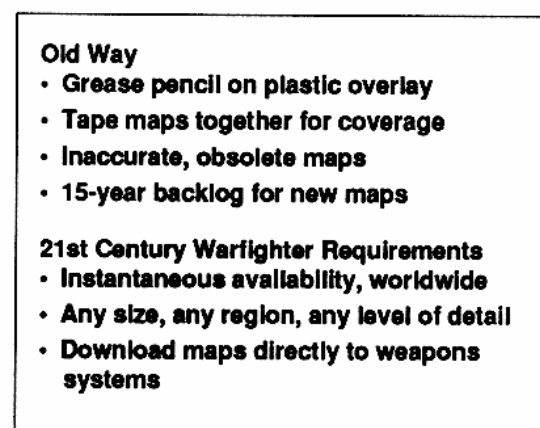 Old Way
• Grease pencil on plastic overlay
• Tape maps together for coverage
• Inaccurate, obsolete maps
• 15-year backlog for new maps
21st Century Warfighter Requirements
• Instantaneous availability, worldwide
• Any size, any region, any level of detail
• Download maps directly to weapons
systems